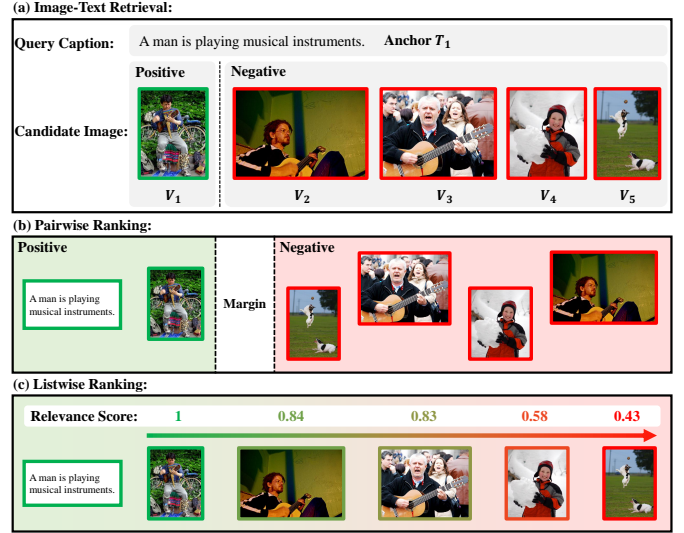 (a) Image-Text Retrieval:
Query Caption: A man is playing musical instruments. Anchor T₁
Positive Negative
Candidate Image:
V₁ V₂ V₃ V₄ V₅
(b) Pairwise Ranking:
Positive Negative
A man is playing
musical instruments.
Margin
(c) Listwise Ranking:
Relevance Score: 1 0.84 0.83 0.58 0.43
A man is playing
musical instruments.